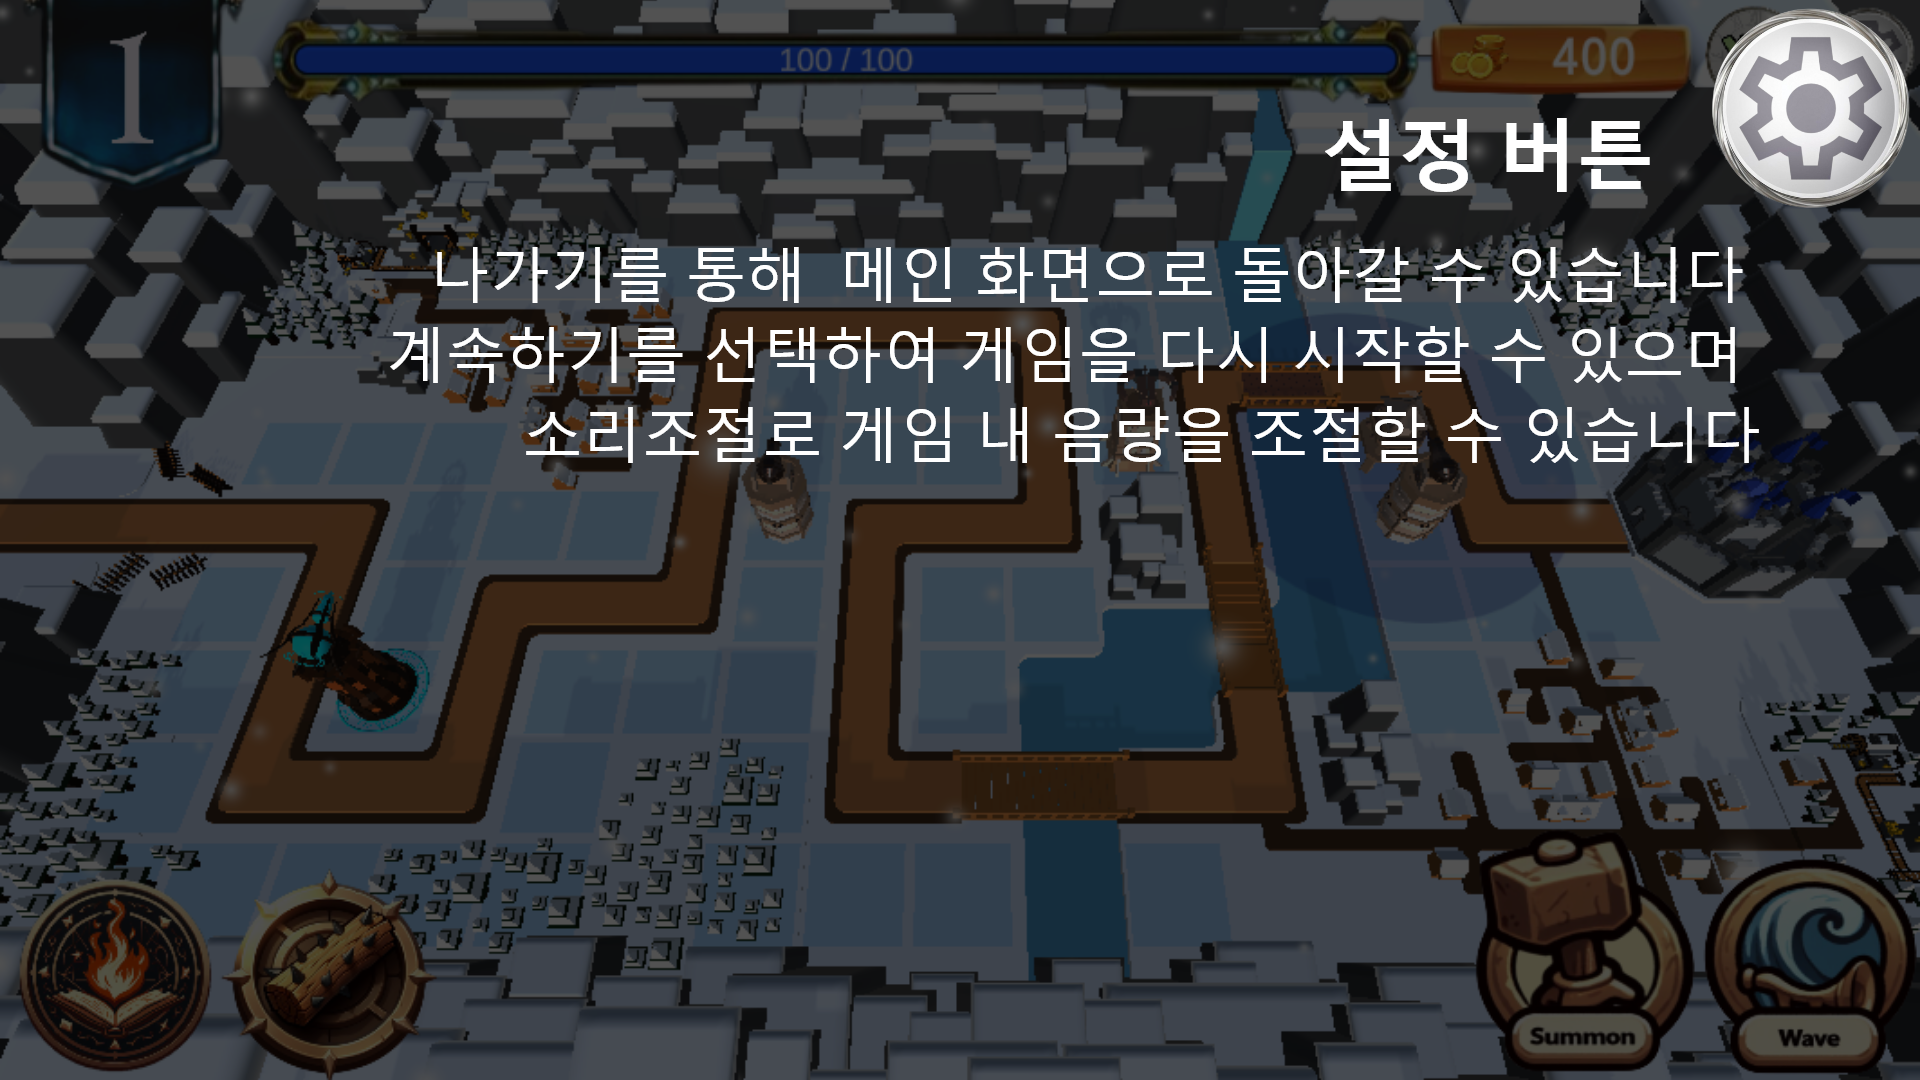 1
100 / 100
400
설정 버튼
나가기를 통해  메인 화면으로 돌아갈 수 있습니다
계속하기를 선택하여 게임을 다시 시작할 수 있으며
소리조절로 게임 내 음량을 조절할 수 있습니다
Summon
Wave